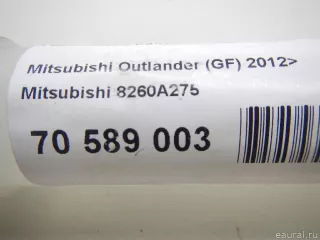 Mitsubishi Outlander (GF) 2012>
Mitsubishi 8260A275
70 589 003
eaural.ru